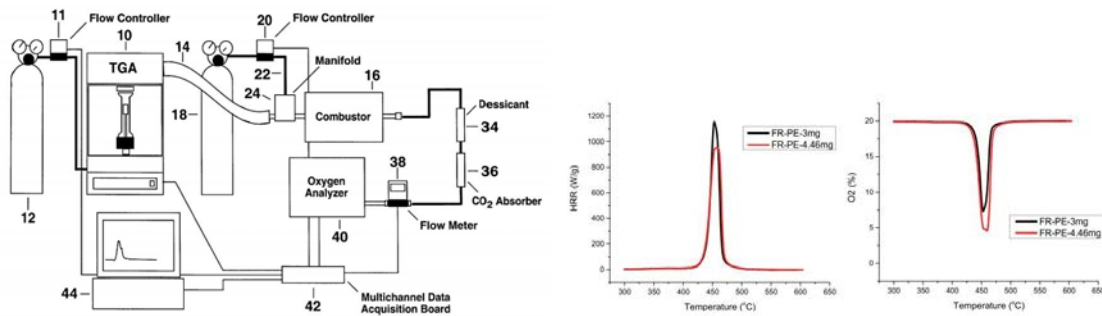 11
Flow Controller
10
14
20
Flow Controller
22
Manifold
24
16
TGA
18
Combustor
Dessicant
34
12
Oxygen
Analyzer
38
36
CO₂ Absorber
Flow Meter
40
44
42
Multichannel Data
Acquisition Board
HRR (W/g)
1200
1000
800
600
400
200
0
FR-PE-3mg
FR-PE-4.46mg
300 350 400 450 500 550 600 650
Temperature (°C)
O2 (%)
20
15
10
5
0
FR-PE-3mg
FR-PE-4.46mg
300 350 400 450 500 550 600 650
Temperature (°C)